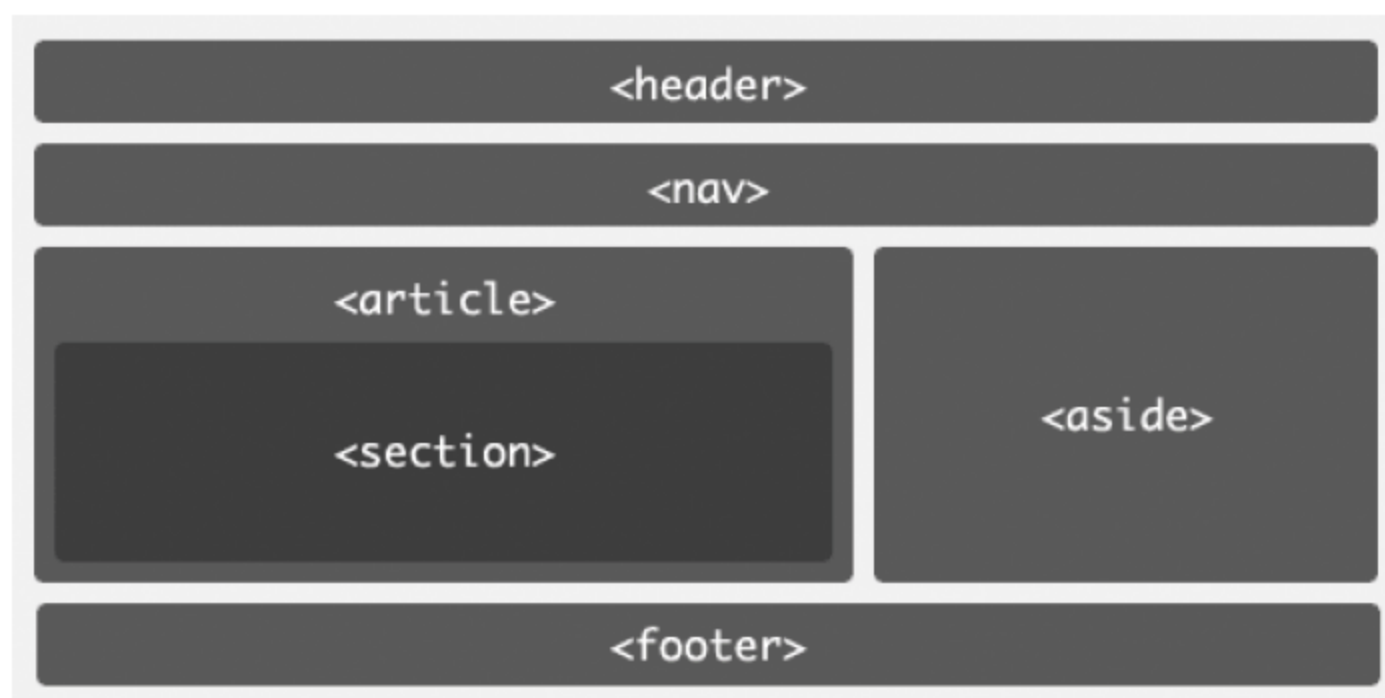 <header>
<nav>
<article>
<section>
<aside>
<footer>